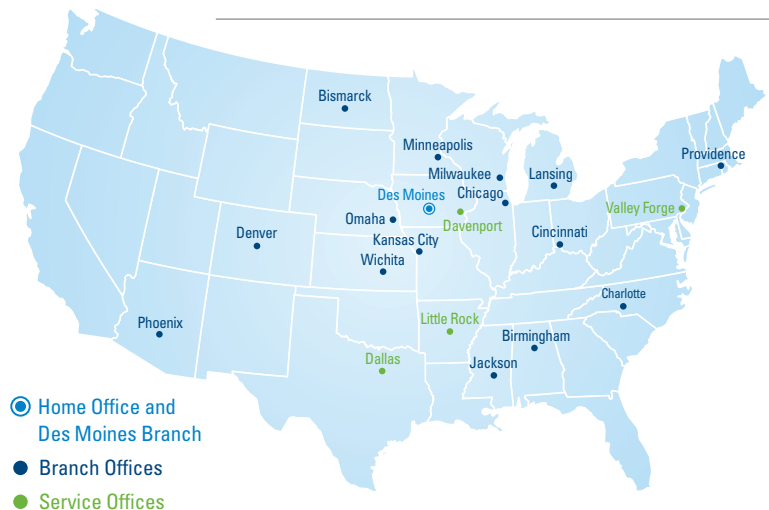 Bismarck
Minneapolis
Providence
Milwaukee
Lansing
Des Moines
Chicago
Valley Forge
Omaha
Davenport
Denver
Cincinnati
Kansas City
Wichita
Charlotte
Phoenix
Little Rock
Birmingham
Dallas
Jackson
Home Office and
Des Moines Branch
Branch Offices
Service Offices